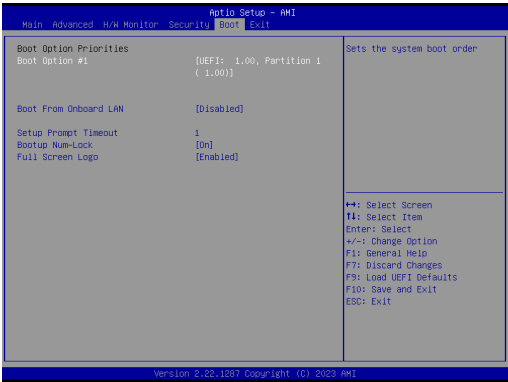 Aptio Setup – AMI
Main Advanced H/W Monitor Security Boot Exit
Boot Option Priorities
Boot Option #1 [UEFI: 1.00, Partition 1
( 1.00)]
Boot From Onboard LAN [Disabled]
Setup Prompt Timeout 1
Bootup Num-Lock [On]
Full Screen Logo [Enabled]
Sets the system boot order
↔: Select Screen
↑↓: Select Item
Enter: Select
+/-: Change Option
F1: General Help
F7: Discard Changes
F9: Load UEFI Defaults
F10: Save and Exit
ESC: Exit
Version 2.22.1287 Copyright (C) 2023 AMI